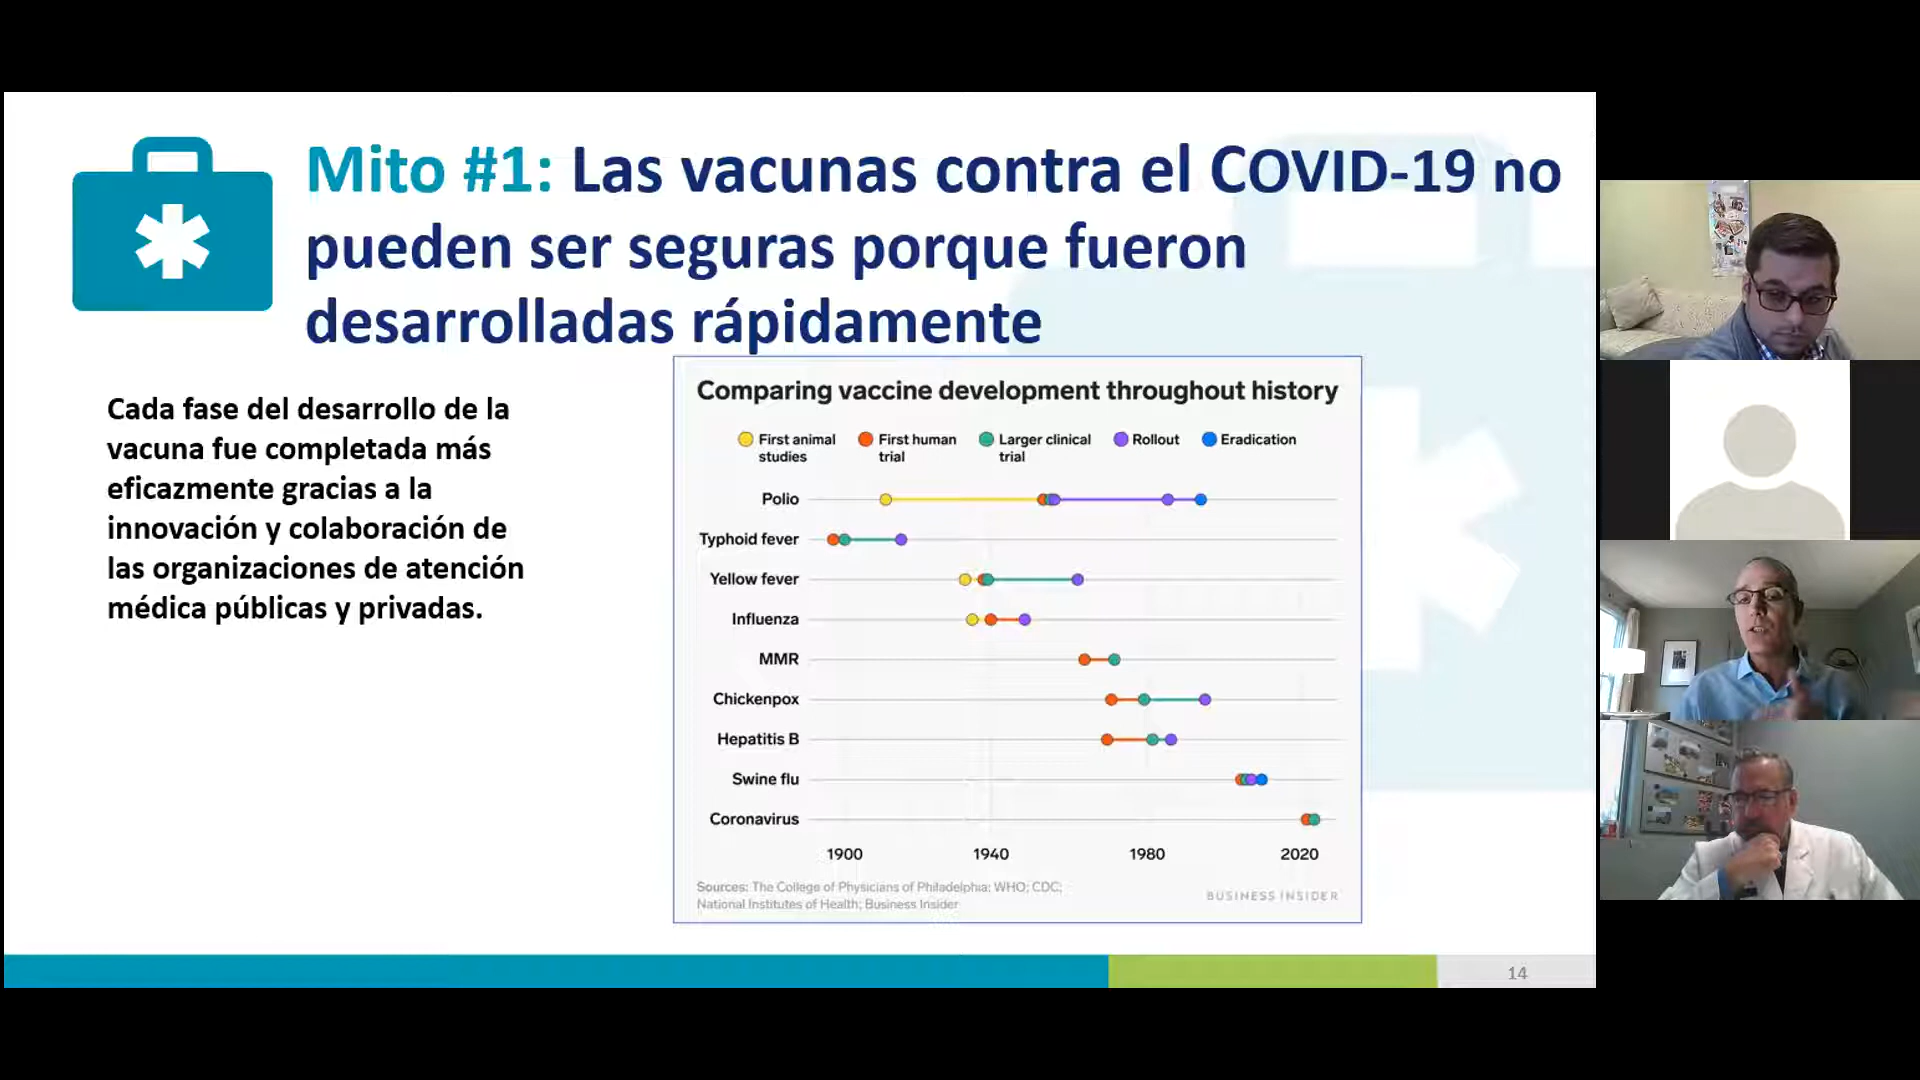 Mito #1: Las vacunas contra el COVID-19 no
pueden ser seguras porque fueron
desarrolladas rápidamente
Cada fase del desarrollo de la
vacuna fue completada más
eficazmente gracias a la
innovación y colaboración de
las organizaciones de atención
médica públicas y privadas.
Comparing vaccine development throughout history
First animal
studies
First human
trial
Larger clinical
trial
Rollout
Eradication
Polio
Typhoid fever
Yellow fever
Influenza
MMR
Chickenpox
Hepatitis B
Swine flu
Coronavirus
1900 1940 1980 2020
Sources: The College of Physicians of Philadelphia; WHO; CDC;
National Institutes of Health; Business Insider
BUSINESS INSIDER
14